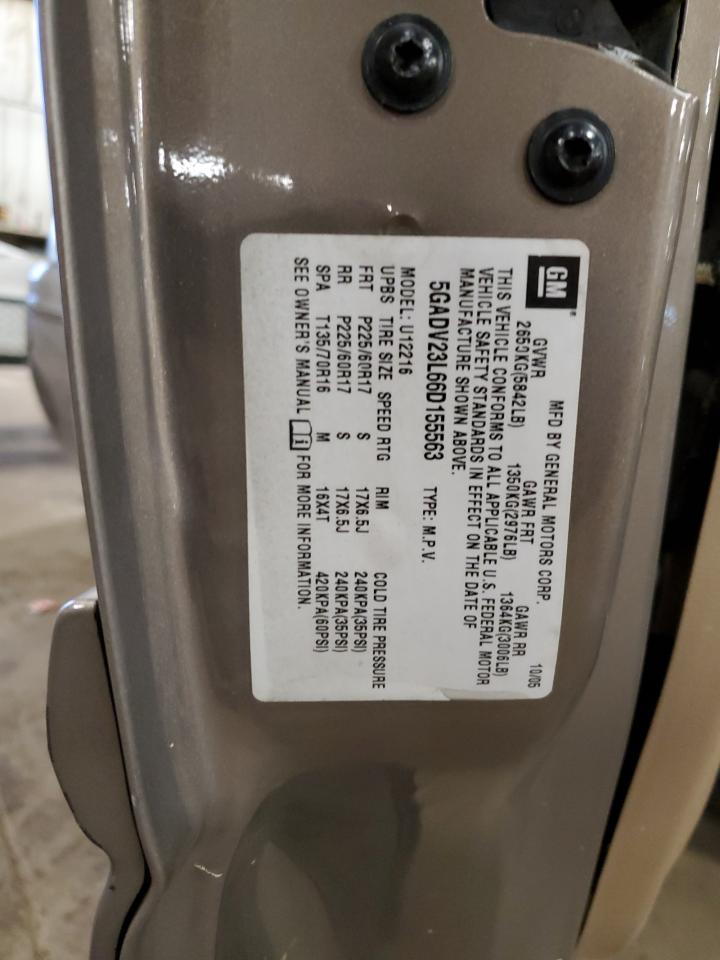 GM
MFD BY GENERAL MOTORS CORP. 10/05
GVWR GAWR FRT GAWR RR
2650KG(5842LB) 1350KG(2976LB) 1364KG(3006LB)
THIS VEHICLE CONFORMS TO ALL APPLICABLE U.S. FEDERAL MOTOR
VEHICLE SAFETY STANDARDS IN EFFECT ON THE DATE OF
MANUFACTURE SHOWN ABOVE.
5GADV23L66D155563 TYPE: M.P.V.
MODEL: U12216
UPBS TIRE SIZE SPEED RTG RIM COLD TIRE PRESSURE
FRT P225/60R17 S 17X6.5J 240KPA(35PSI)
RR P225/60R17 S 17X6.5J 240KPA(35PSI)
SPA T135/70R16 M 16X4T 420KPA(60PSI)
SEE OWNER'S MANUAL i FOR MORE INFORMATION.